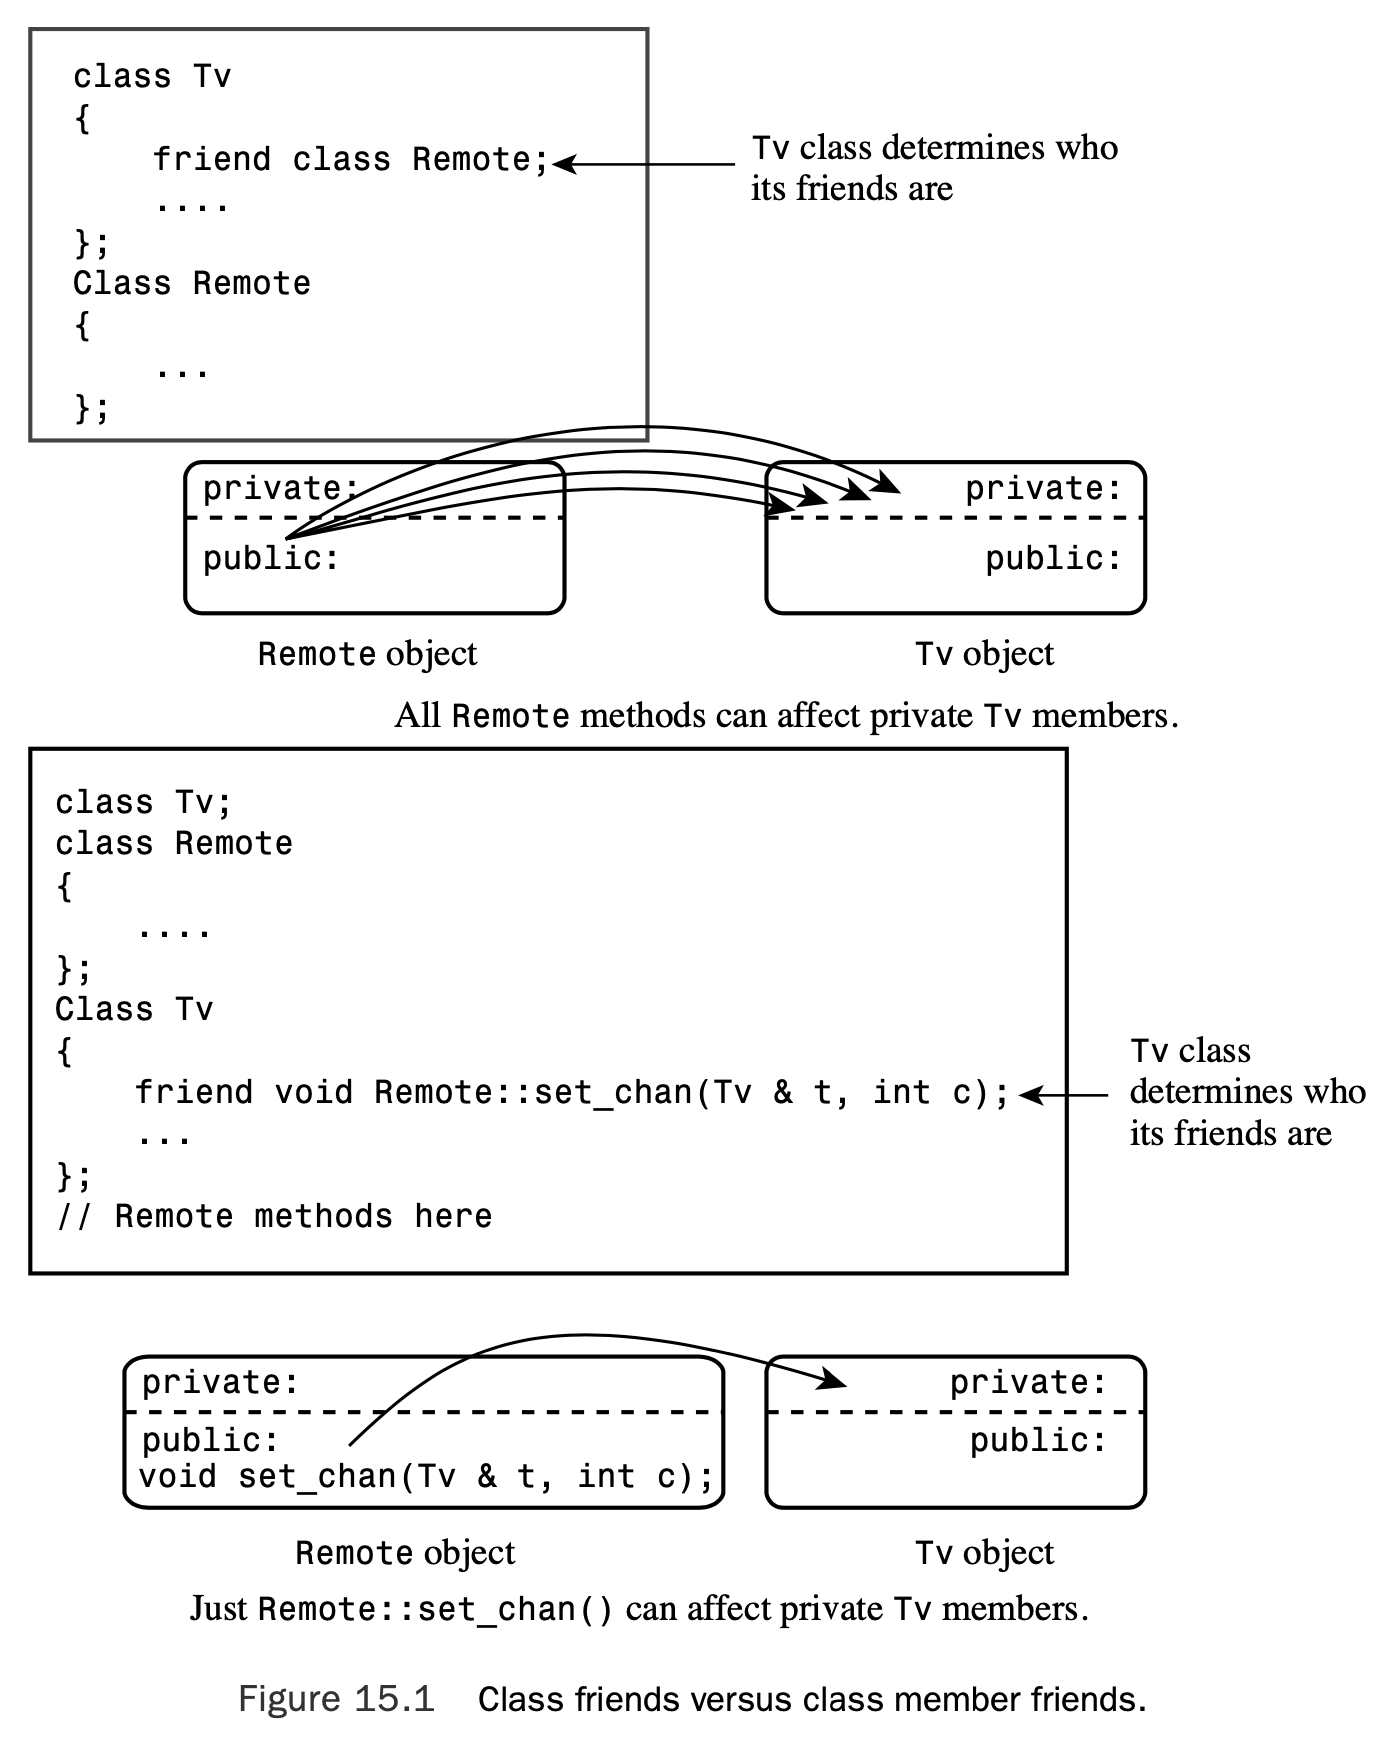 class Tv
{
    friend class Remote;
    ....
};
Class Remote
{
    ...
};
Tv class determines who
its friends are
private:
public:
Remote object
private:
public:
Tv object
All Remote methods can affect private Tv members.
class Tv;
class Remote
{
    ....
};
Class Tv
{
    friend void Remote::set_chan(Tv & t, int c);
    ...
};
// Remote methods here
Tv class
determines who
its friends are
private:
public:
void set_chan(Tv & t, int c);
Remote object
private:
public:
Tv object
Just Remote::set_chan() can affect private Tv members.
Figure 15.1 Class friends versus class member friends.